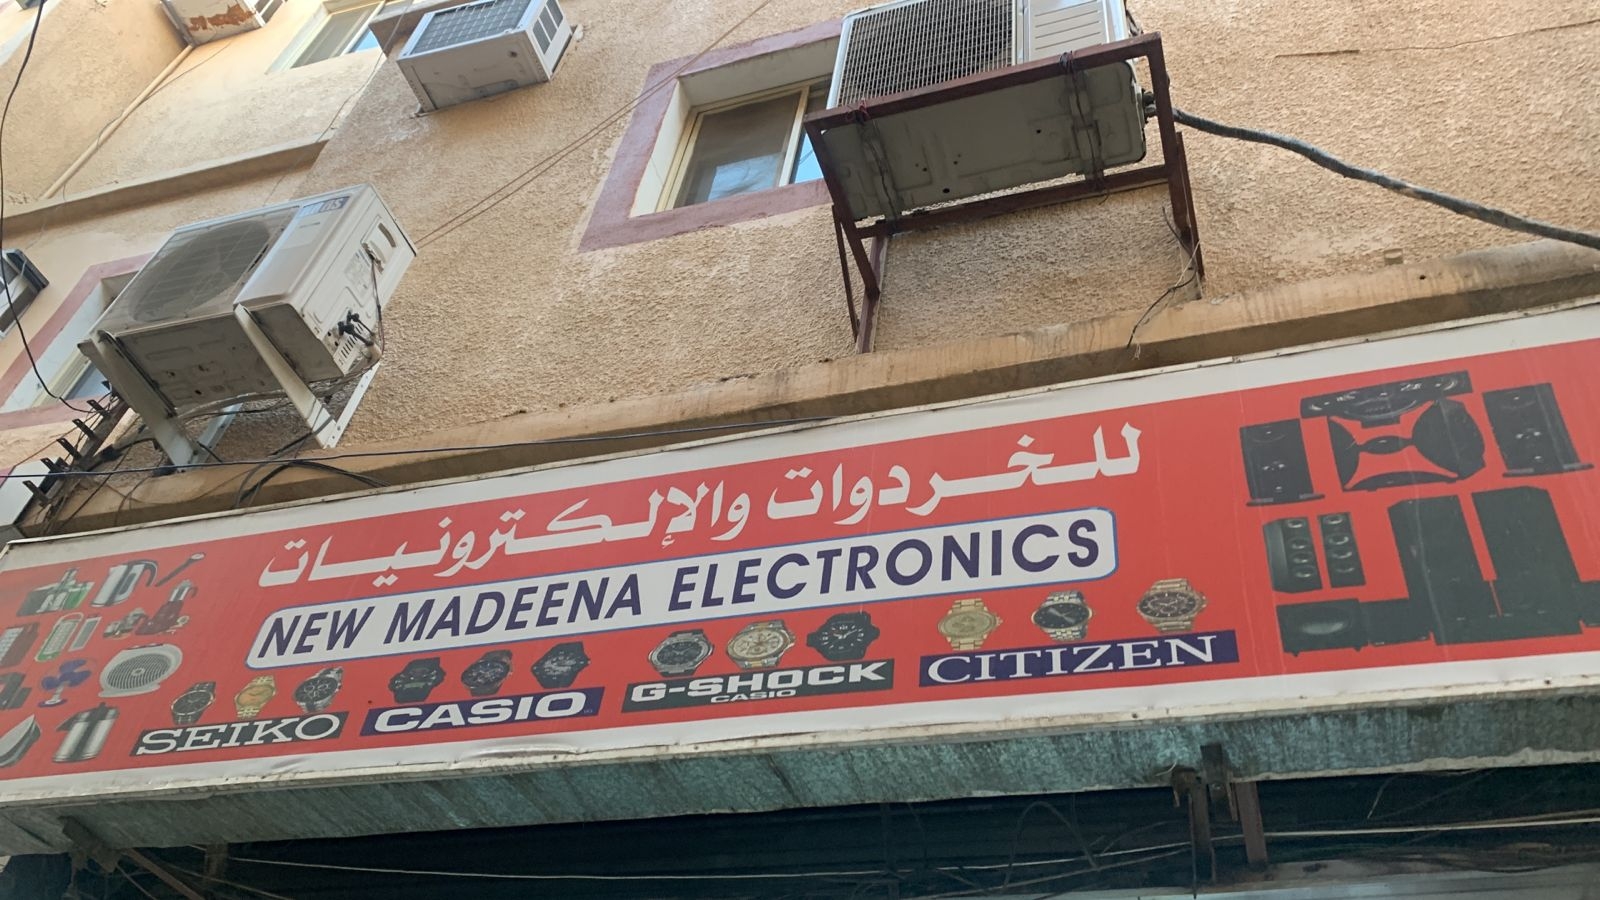 للخردوات والإلكترونيات
NEW MADEENA ELECTRONICS
SEIKO
CASIO
G-SHOCK
CASIO
CITIZEN